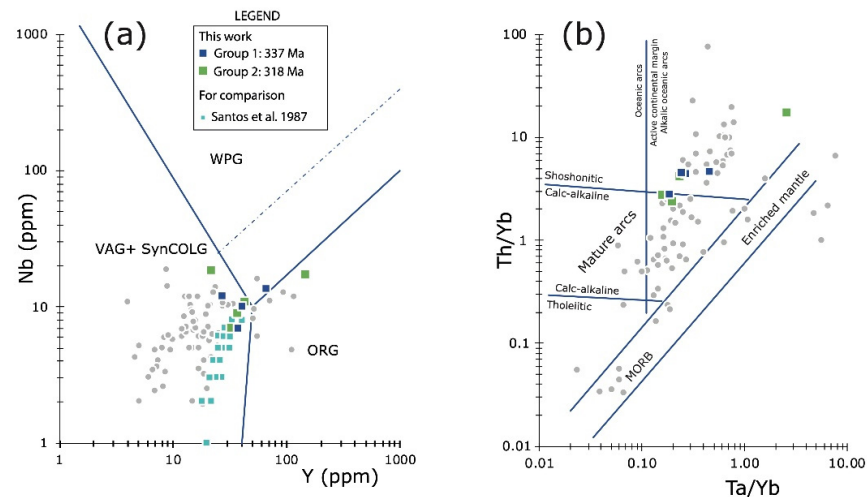 LEGEND
This work
Group 1: 337 Ma
Group 2: 318 Ma
For comparison
Santos et al. 1987
(a)
1000
100
10
1
Nb (ppm)
WPG
VAG+ SynCOLG
ORG
1
10
100
1000
Y (ppm)
(b)
100
10
1
0.1
0.01
Th/Yb
Oceanic arcs
Active continental margin
Alkalic oceanic arcs
Shoshonitic
Calc-alkaline
Mature arcs
Enriched mantle
Calc-alkaline
Tholeiitic
MORB
0.01
0.10
1.00
10.00
Ta/Yb